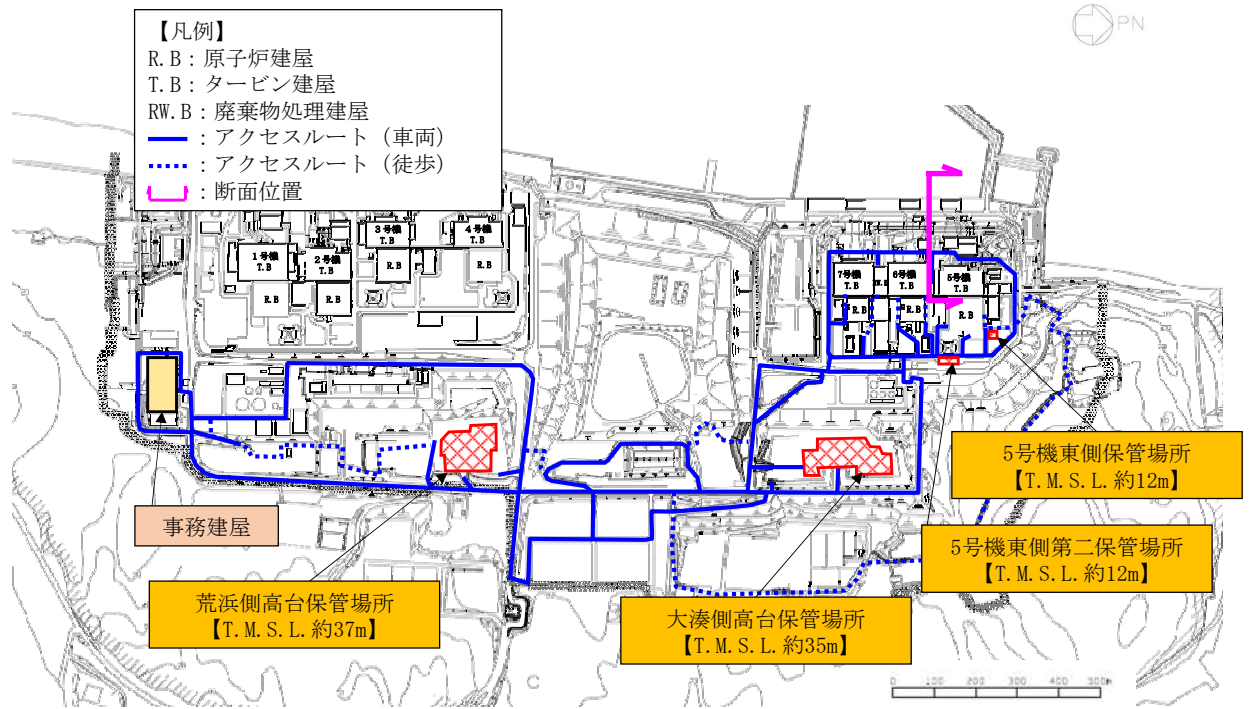 【凡例】
R.B：原子炉建屋
T.B：タービン建屋
RW.B：廃棄物処理建屋
：アクセスルート（車両）
：アクセスルート（徒歩）
：断面位置
PN
1号機
T.B
2号機
T.B
3号機
T.B
4号機
T.B
R.B
R.B
R.B
R.B
7号機
T.B
6号機
T.B
5号機
T.B
R.B
R.B
R.B
事務建屋
荒浜側高台保管場所
【T.M.S.L.約37m】
大湊側高台保管場所
【T.M.S.L.約35m】
5号機東側保管場所
【T.M.S.L.約12m】
5号機東側第二保管場所
【T.M.S.L.約12m】
0 100 200 300 400 500m